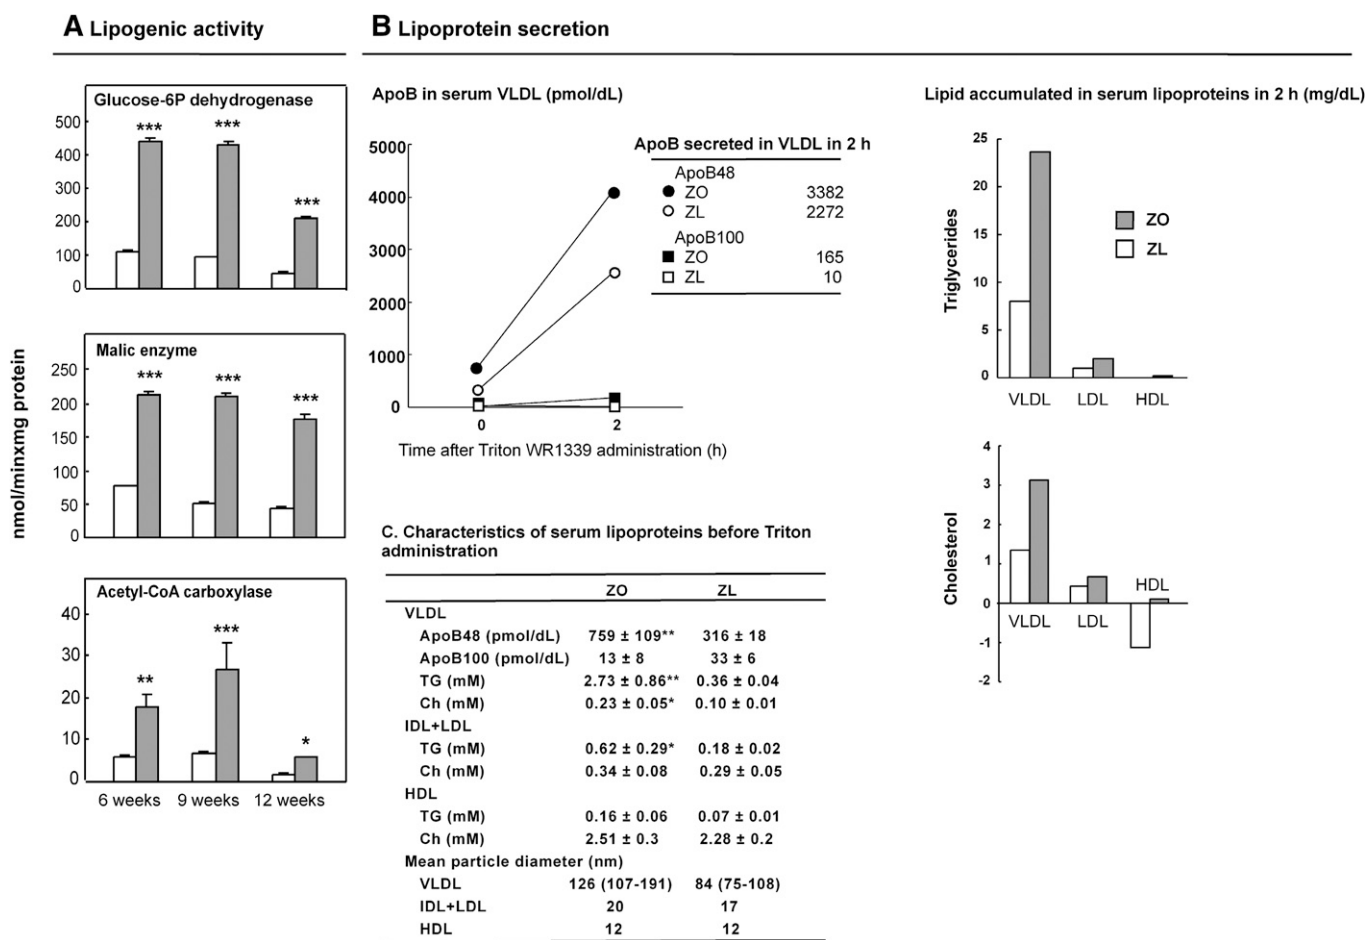 A Lipogenic activity
nmol/minxmg protein
Glucose-6P dehydrogenase
500
400
300
200
100
0
***
***
***
Malic enzyme
250
200
150
100
50
0
***
***
***
Acetyl-CoA carboxylase
40
30
20
10
0
**
***
*
6 weeks 9 weeks 12 weeks
B Lipoprotein secretion
ApoB in serum VLDL (pmol/dL)
5000
4000
3000
2000
1000
0
0 2
Time after Triton WR1339 administration (h)
ApoB secreted in VLDL in 2 h
ApoB48
ZO 3382
ZL 2272
ApoB100
ZO 165
ZL 10
Lipid accumulated in serum lipoproteins in 2 h (mg/dL)
Triglycerides
25
20
15
10
5
0
ZO
ZL
VLDL LDL HDL
Cholesterol
4
3
2
1
0
-1
-2
HDL
VLDL LDL
C. Characteristics of serum lipoproteins before Triton
administration
ZO ZL
VLDL
ApoB48 (pmol/dL) 759 ± 109** 316 ± 18
ApoB100 (pmol/dL) 13 ± 8 33 ± 6
TG (mM) 2.73 ± 0.86** 0.36 ± 0.04
Ch (mM) 0.23 ± 0.05* 0.10 ± 0.01
IDL+LDL
TG (mM) 0.62 ± 0.29* 0.18 ± 0.02
Ch (mM) 0.34 ± 0.08 0.29 ± 0.05
HDL
TG (mM) 0.16 ± 0.06 0.07 ± 0.01
Ch (mM) 2.51 ± 0.3 2.28 ± 0.2
Mean particle diameter (nm)
VLDL 126 (107-191) 84 (75-108)
IDL+LDL 20 17
HDL 12 12